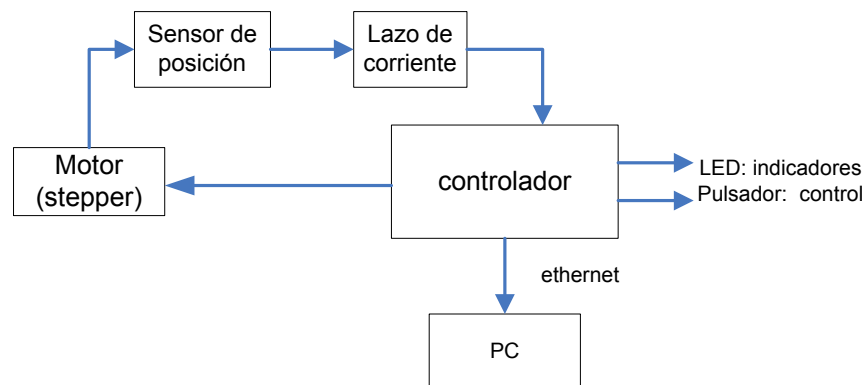 Sensor de
posición
Lazo de
corriente
Motor
(stepper)
controlador
LED: indicadores
Pulsador: control
ethernet
PC